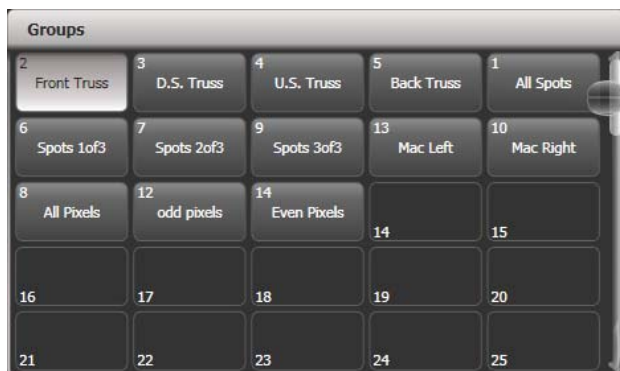 Groups
2 3 4 5 1
Front Truss D.S. Truss U.S. Truss Back Truss All Spots
6 7 9 13 10
Spots 1of3 Spots 2of3 Spots 3of3 Mac Left Mac Right
8 12 14
All Pixels odd pixels Even Pixels
14 15
16 17 18 19 20
21 22 23 24 25